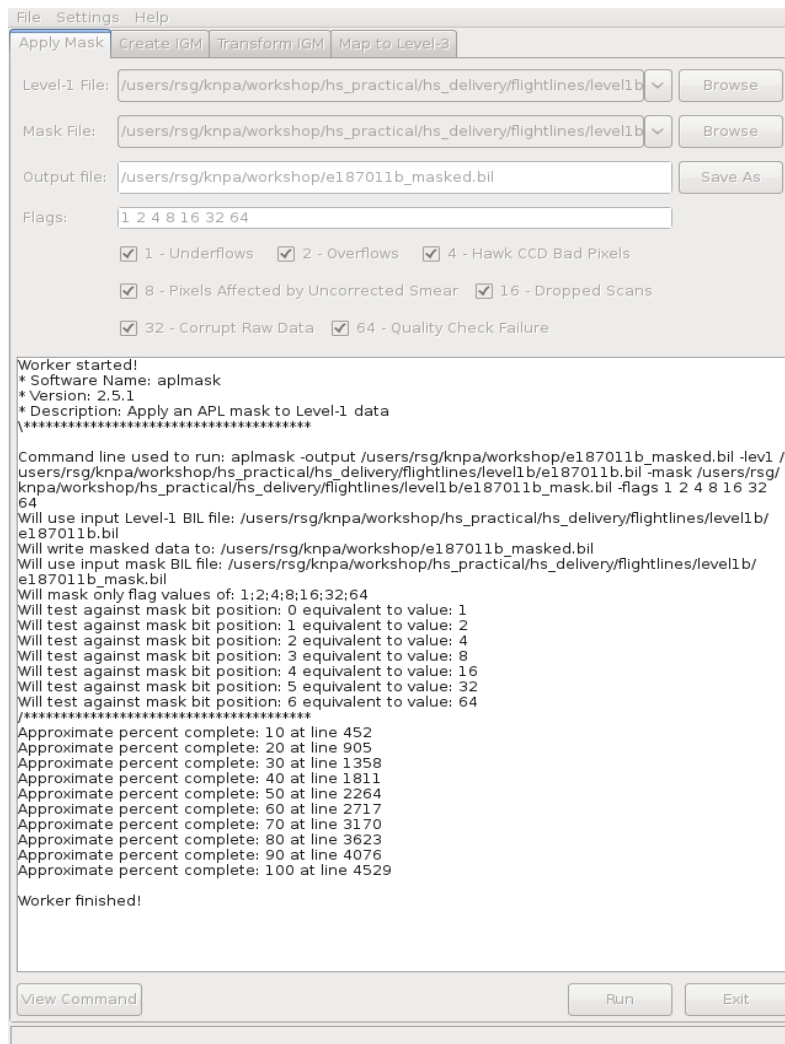 File Settings Help
Apply Mask Create IGM Transform IGM Map to Level-3
Level-1 File: /users/rsg/knpa/workshop/hs_practical/hs_delivery/flightlines/level1b Browse
Mask File: /users/rsg/knpa/workshop/hs_practical/hs_delivery/flightlines/level1b Browse
Output file: /users/rsg/knpa/workshop/e187011b_masked.bil Save As
Flags: 1 2 4 8 16 32 64
1 - Underflows 2 - Overflows 4 - Hawk CCD Bad Pixels
8 - Pixels Affected by Uncorrected Smear 16 - Dropped Scans
32 - Corrupt Raw Data 64 - Quality Check Failure
Worker started!
* Software Name: aplmask
* Version: 2.5.1
* Description: Apply an APL mask to Level-1 data
\***************************************
Command line used to run: aplmask -output /users/rsg/knpa/workshop/e187011b_masked.bil -lev1 /
users/rsg/knpa/workshop/hs_practical/hs_delivery/flightlines/level1b/e187011b.bil -mask /users/rsg/
knpa/workshop/hs_practical/hs_delivery/flightlines/level1b/e187011b_mask.bil -flags 1 2 4 8 16 32
64
Will use input Level-1 BIL file: /users/rsg/knpa/workshop/hs_practical/hs_delivery/flightlines/level1b/
e187011b.bil
Will write masked data to: /users/rsg/knpa/workshop/e187011b_masked.bil
Will use input mask BIL file: /users/rsg/knpa/workshop/hs_practical/hs_delivery/flightlines/level1b/
e187011b_mask.bil
Will mask only flag values of: 1;2;4;8;16;32;64
Will test against mask bit position: 0 equivalent to value: 1
Will test against mask bit position: 1 equivalent to value: 2
Will test against mask bit position: 2 equivalent to value: 4
Will test against mask bit position: 3 equivalent to value: 8
Will test against mask bit position: 4 equivalent to value: 16
Will test against mask bit position: 5 equivalent to value: 32
Will test against mask bit position: 6 equivalent to value: 64
/***************************************
Approximate percent complete: 10 at line 452
Approximate percent complete: 20 at line 905
Approximate percent complete: 30 at line 1358
Approximate percent complete: 40 at line 1811
Approximate percent complete: 50 at line 2264
Approximate percent complete: 60 at line 2717
Approximate percent complete: 70 at line 3170
Approximate percent complete: 80 at line 3623
Approximate percent complete: 90 at line 4076
Approximate percent complete: 100 at line 4529
Worker finished!
View Command Run Exit